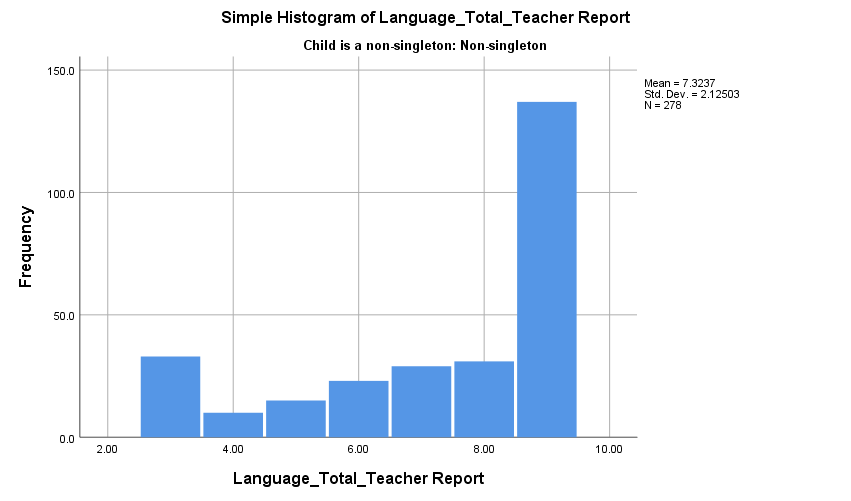 Simple Histogram of Language_Total_Teacher Report
Child is a non-singleton: Non-singleton
Mean = 7.3237
Std. Dev. = 2.12503
N = 278
Frequency
150.0
100.0
50.0
0.0
2.00 4.00 6.00 8.00 10.00
Language_Total_Teacher Report